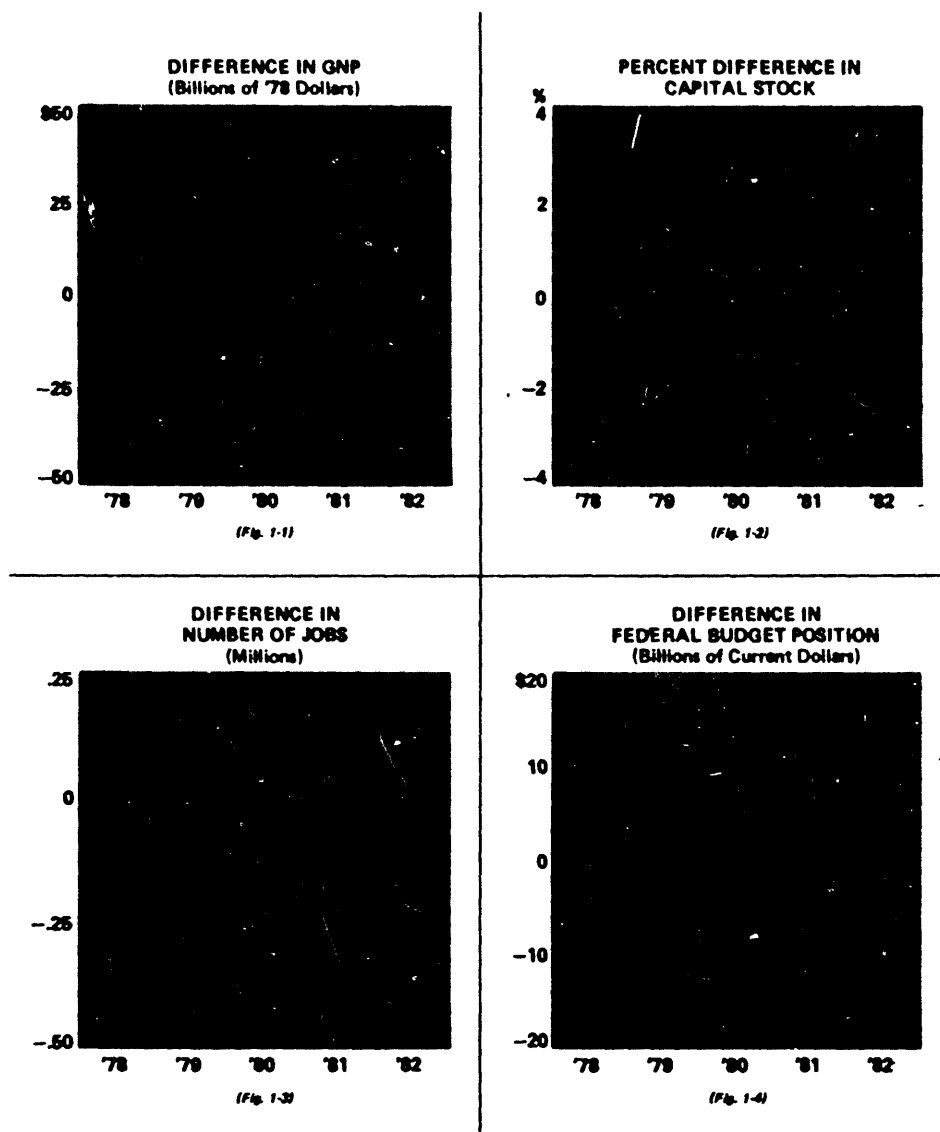 DIFFERENCE IN GNP
(Billions of '78 Dollars)
$50
25
0
−25
−50
'78 '79 '80 '81 '82
(Fig. 1-1)
PERCENT DIFFERENCE IN
CAPITAL STOCK
%
4
2
0
−2
−4
'78 '79 '80 '81 '82
(Fig. 1-2)
DIFFERENCE IN
NUMBER OF JOBS
(Millions)
.25
0
−.25
−.50
'78 '79 '80 '81 '82
(Fig. 1-3)
DIFFERENCE IN
FEDERAL BUDGET POSITION
(Billions of Current Dollars)
$20
10
0
−10
−20
'78 '79 '80 '81 '82
(Fig. 1-4)